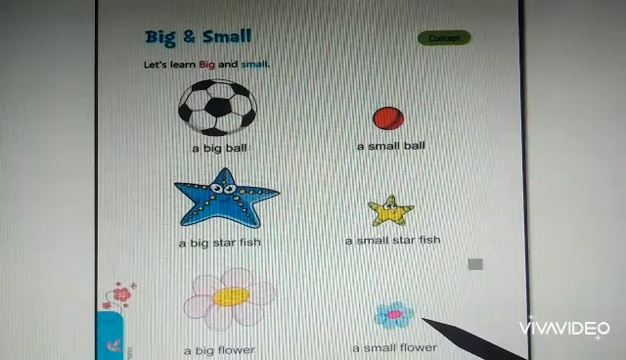 Big & Small
Concept
Let's learn Big and small.
a big ball
a small ball
a big star fish
a small star fish
a big flower
a small flower
VIVAVIDEO